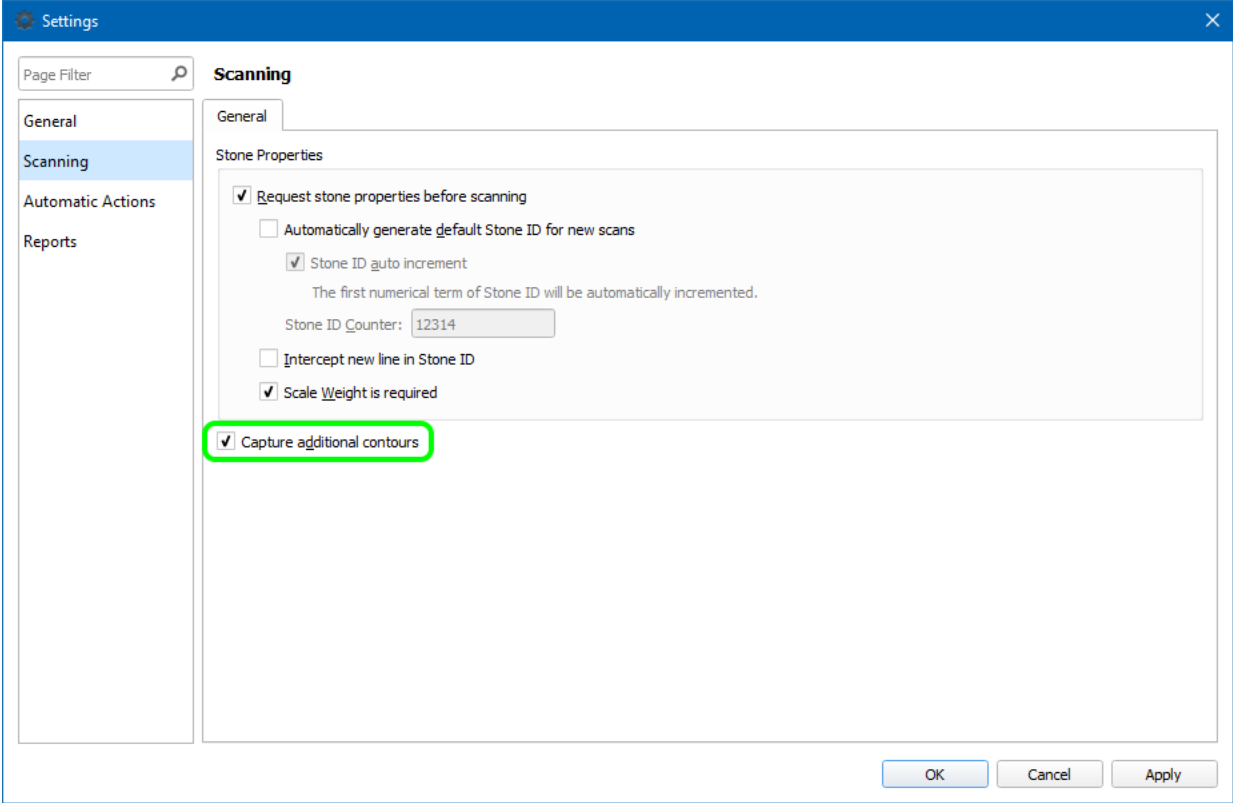 Settings
Page Filter
Scanning
General
Scanning
Automatic Actions
Reports
General
Stone Properties
Request stone properties before scanning
Automatically generate default Stone ID for new scans
Stone ID auto increment
The first numerical term of Stone ID will be automatically incremented.
Stone ID Counter: 12314
Intercept new line in Stone ID
Scale Weight is required
Capture additional contours
OK Cancel Apply